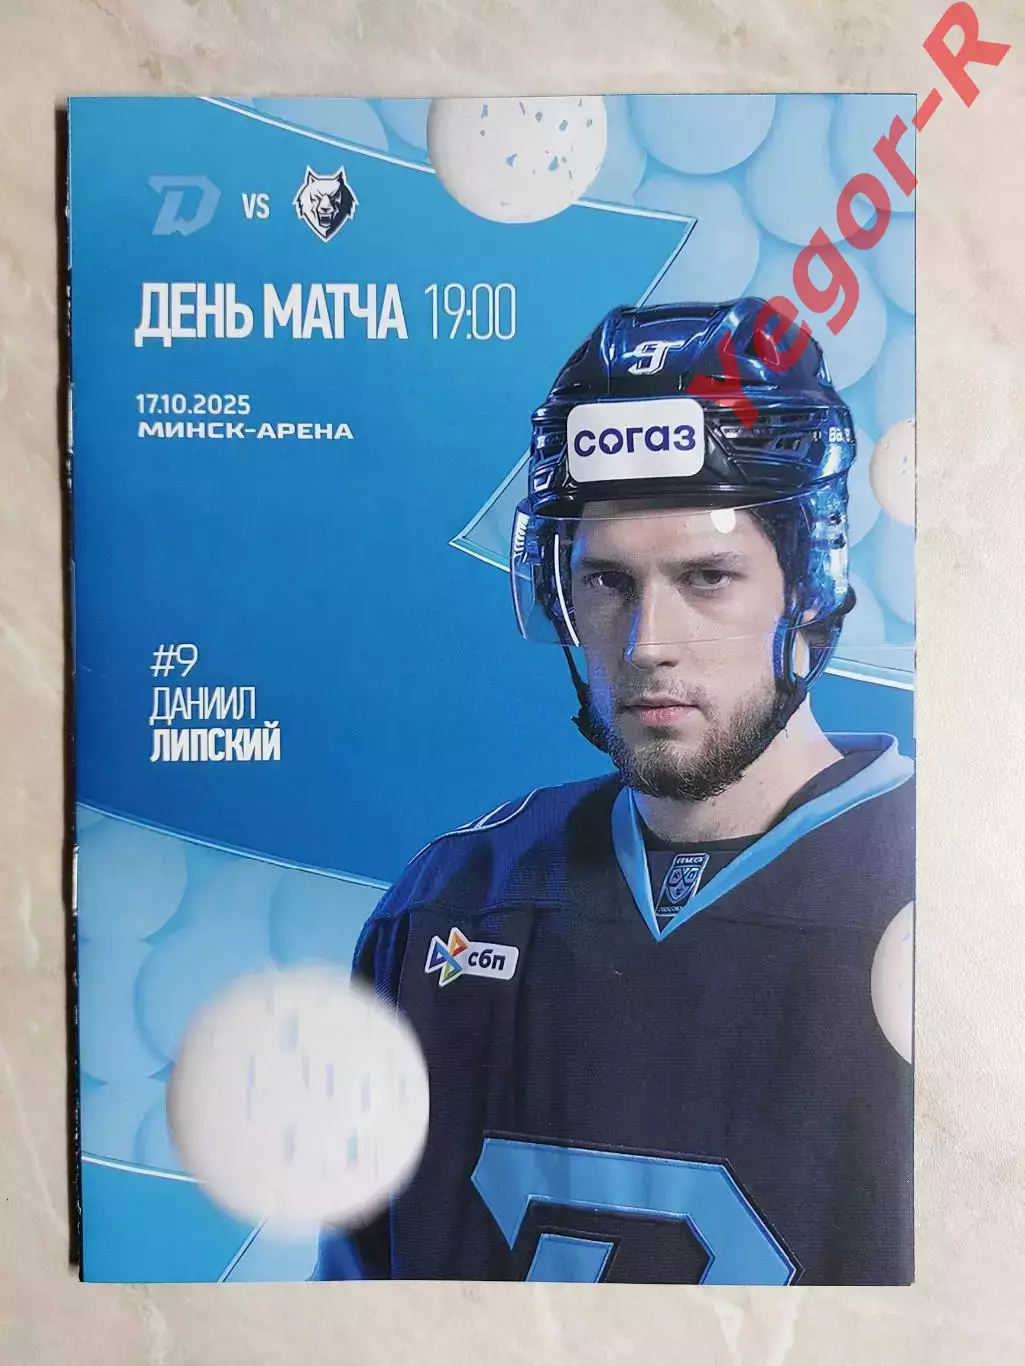 Yegor-R
VS
ДЕНЬ МАТЧА 19:00
17.10.2025
МИНСК-АРЕНА
согаз
#9
ДАНИИЛ
ЛИПСКИЙ
сбп